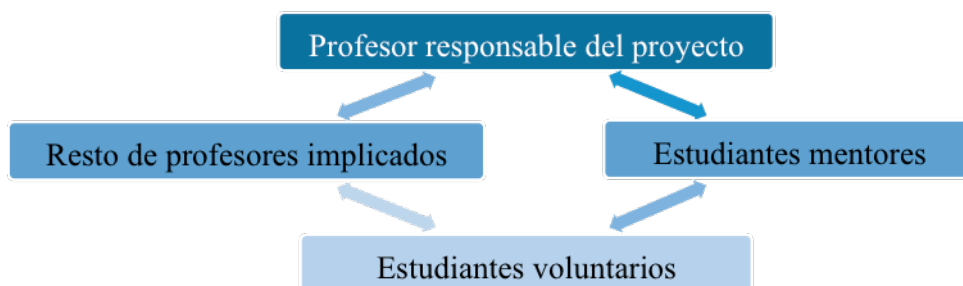 Profesor responsable del proyecto
Resto de profesores implicados
Estudiantes mentores
Estudiantes voluntarios